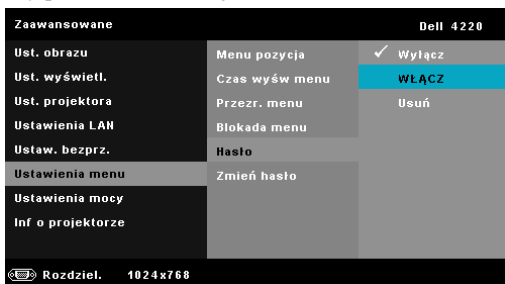 Zaawansowane Dell 4220
Ust. obrazu
Ust. wyświetl.
Ust. projektora
Ustawienia LAN
Ustaw. bezprz.
Ustawienia menu
Ustawienia mocy
Inf o projektorze
Menu pozycja
Czas wyśw menu
Przezr. menu
Blokada menu
Hasło
Zmień hasło
Wyłącz
WŁĄCZ
Usuń
Rozdziel. 1024x768